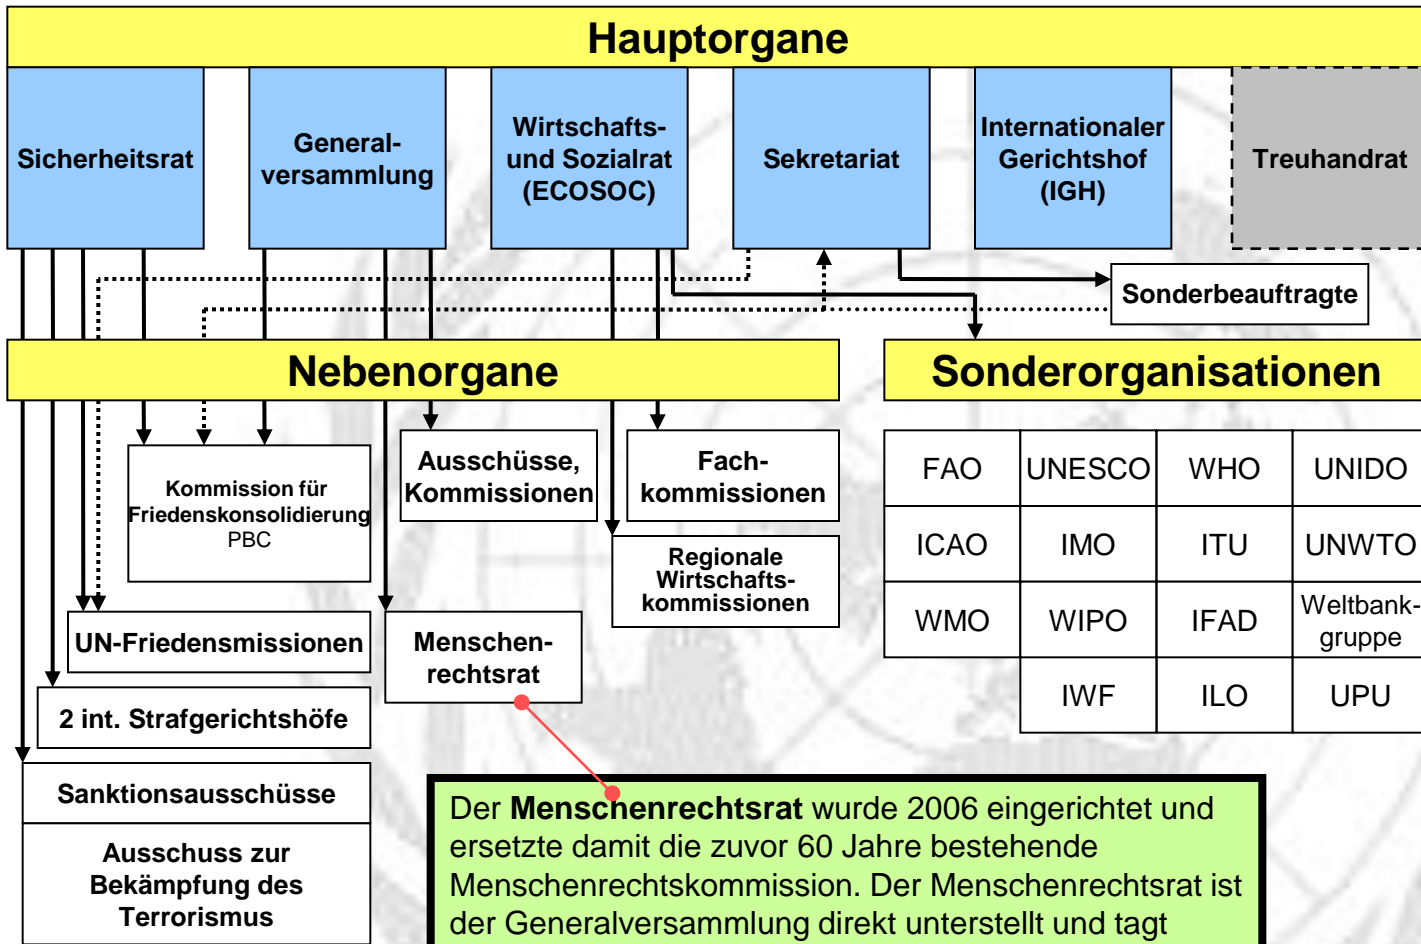 Hauptorgane
Sicherheitsrat
General-
versammlung
Wirtschafts-
und Sozialrat
(ECOSOC)
Sekretariat
Internationaler
Gerichtshof
(IGH)
Treuhandrat
Sonderbeauftragte
Nebenorgane
Sonderorganisationen
Kommission für
Friedenskonsolidierung
PBC
Ausschüsse,
Kommissionen
Fach-
kommissionen
Regionale
Wirtschafts-
kommissionen
UN-Friedensmissionen
Menschen-
rechtsrat
2 int. Strafgerichtshöfe
Sanktionsausschüsse
Ausschuss zur
Bekämpfung des
Terrorismus
FAO UNESCO WHO UNIDO
ICAO IMO ITU UNWTO
WMO WIPO IFAD Weltbank-
gruppe
IWF ILO UPU
Der Menschenrechtsrat wurde 2006 eingerichtet und
ersetzte damit die zuvor 60 Jahre bestehende
Menschenrechtskommission. Der Menschenrechtsrat ist
der Generalversammlung direkt unterstellt und tagt